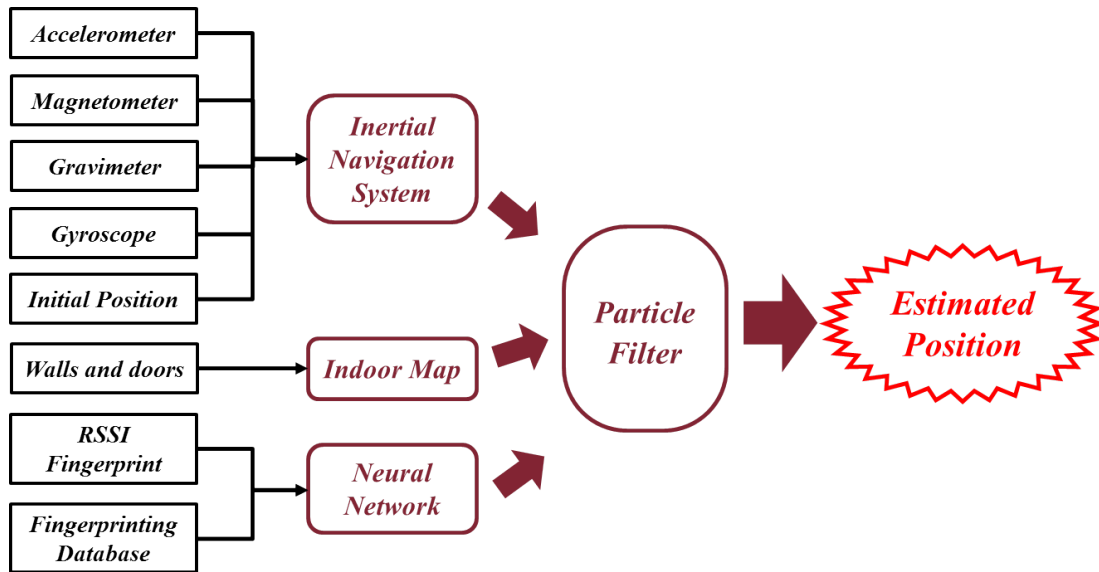 Accelerometer
Magnetometer
Gravimeter
Gyroscope
Initial Position
Walls and doors
RSSI
Fingerprint
Fingerprinting
Database
Inertial
Navigation
System
Indoor Map
Neural
Network
Particle
Filter
Estimated
Position